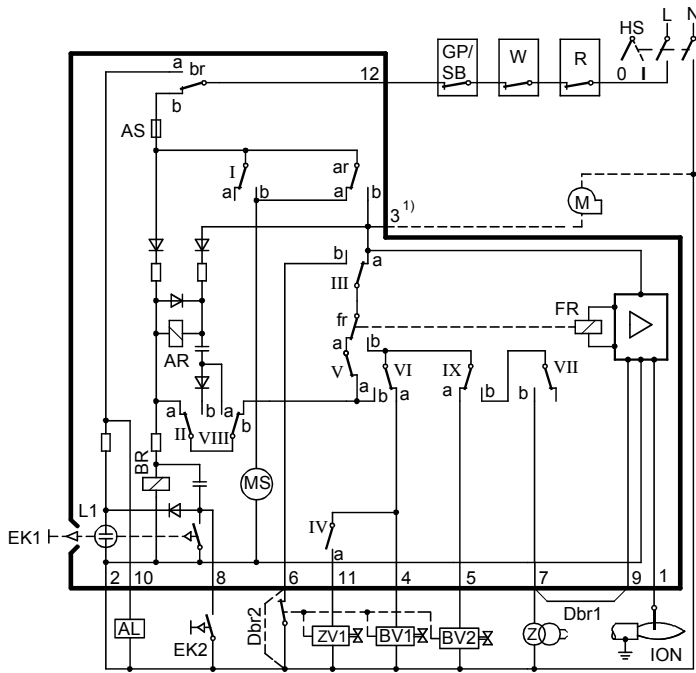 HS L N
GP/ SB W R
0 I
a br 12
b
AS
I ar
a b a b
3 1)
M
b a
III
fr FR
AR a b
V VI IX VII
a a a b b
b
a b a b
II VIII
BR
MS
L1
EK1
IV
a
2 10 8 6 11 4 5 7 9 1
Dbr2 Dbr1
AL EK2 ZV1 BV1 BV2 Z ION